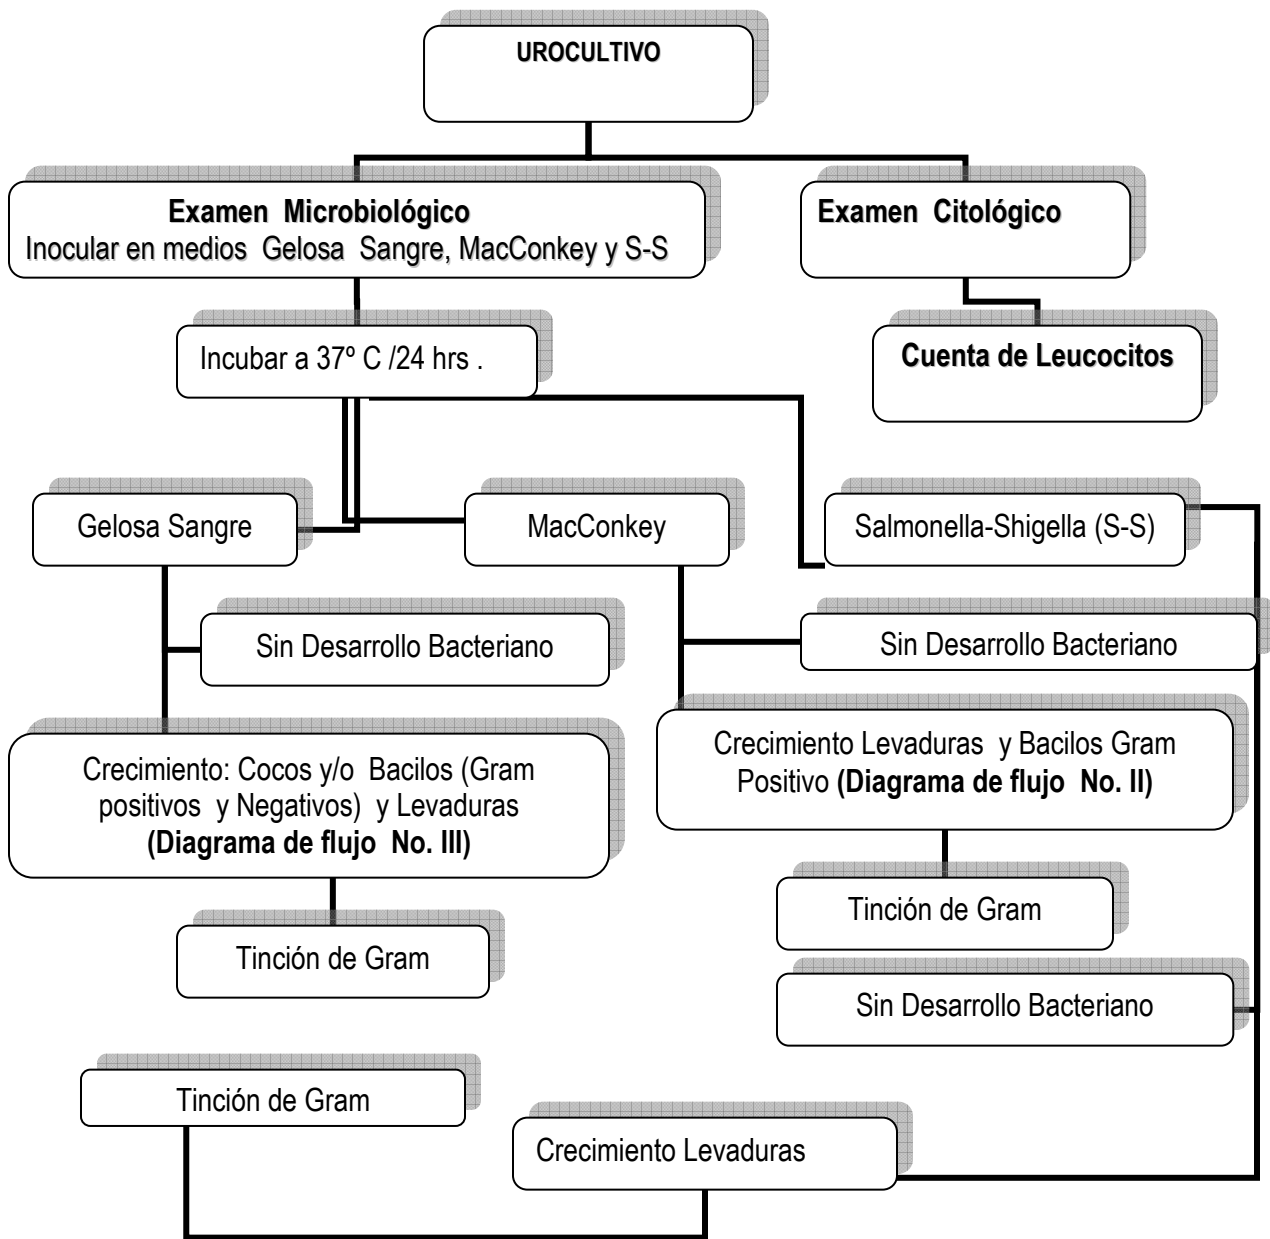 UROCULTIVO
Examen Microbiológico
Inocular en medios Gelosa Sangre, MacConkey y S-S
Examen Citológico
Incubar a 37º C /24 hrs .
Cuenta de Leucocitos
Gelosa Sangre
MacConkey
Salmonella-Shigella (S-S)
Sin Desarrollo Bacteriano
Sin Desarrollo Bacteriano
Crecimiento: Cocos y/o Bacilos (Gram
positivos y Negativos) y Levaduras
(Diagrama de flujo No. III)
Crecimiento Levaduras y Bacilos Gram
Positivo (Diagrama de flujo No. II)
Tinción de Gram
Tinción de Gram
Sin Desarrollo Bacteriano
Tinción de Gram
Crecimiento Levaduras